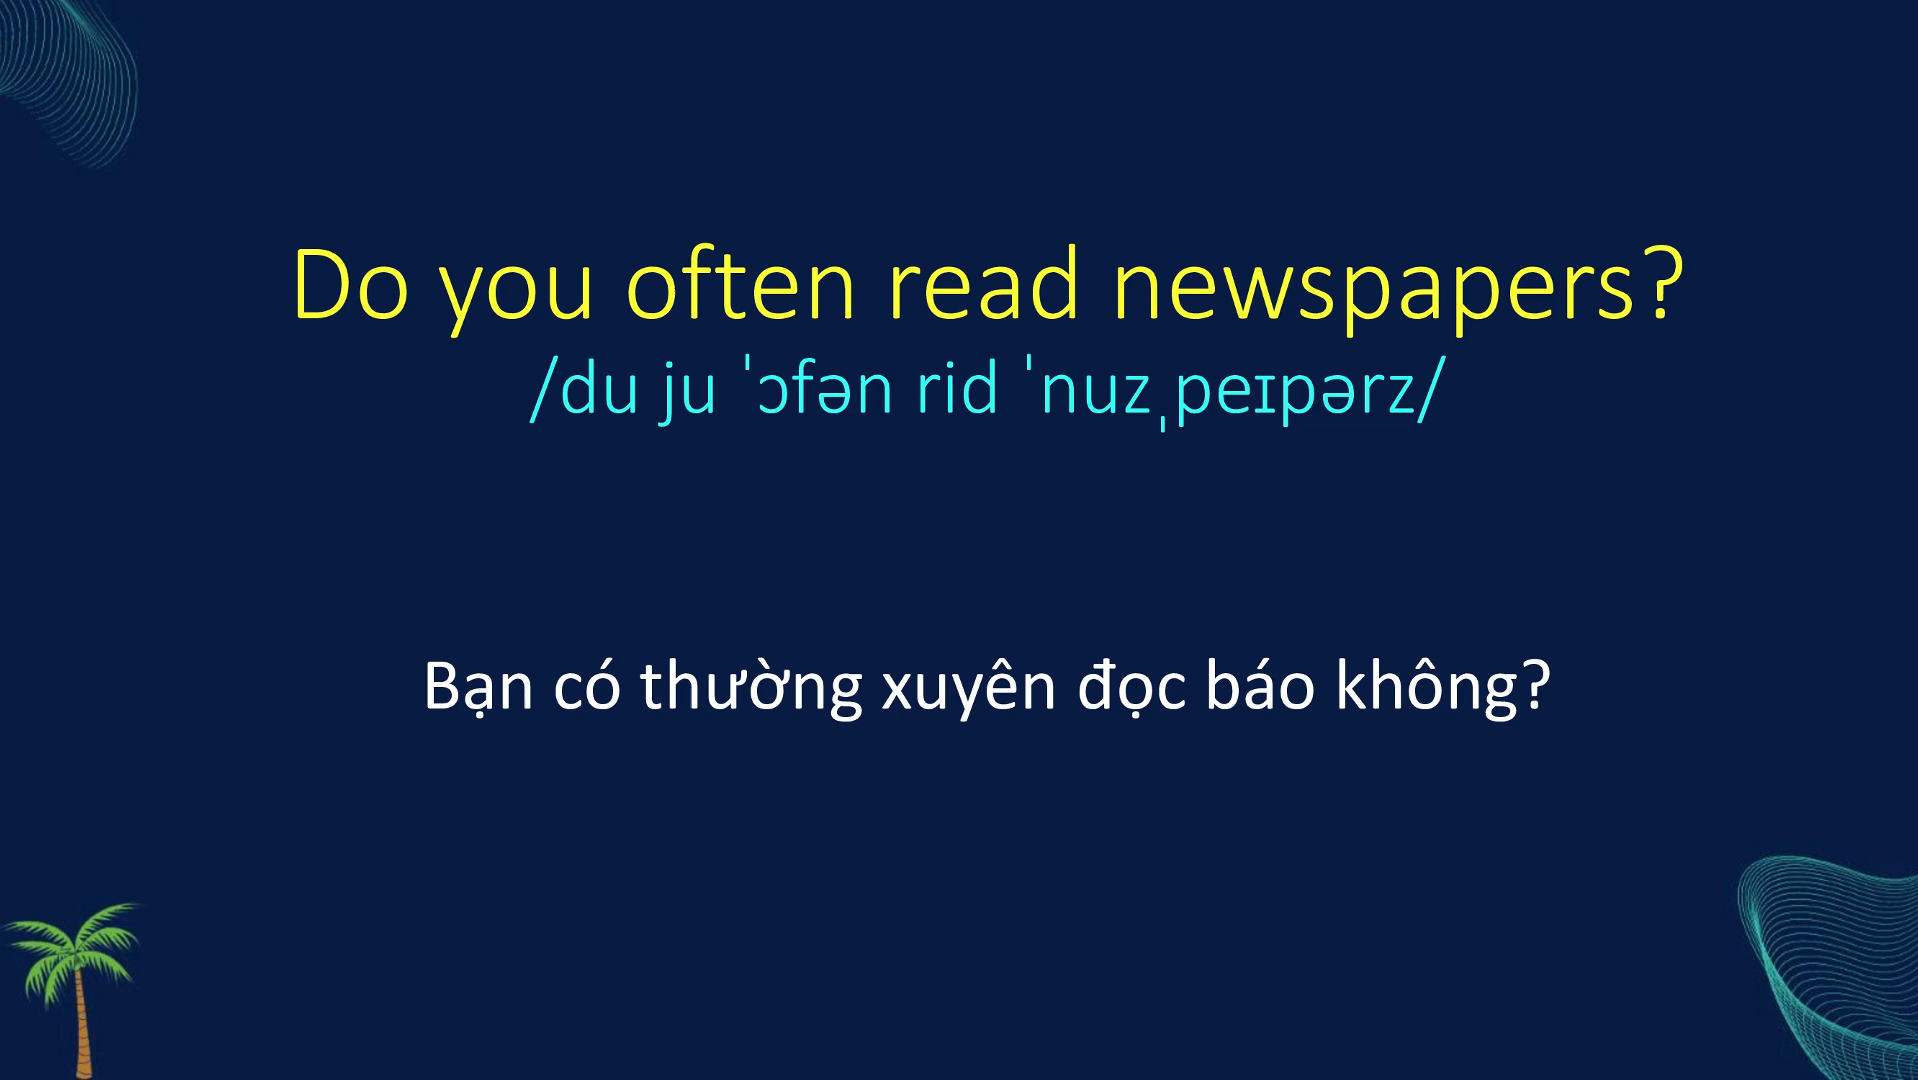 Do you often read newspapers?
/du ju ˈɔfən rid ˈnuzˌpeɪpərz/
Bạn có thường xuyên đọc báo không?